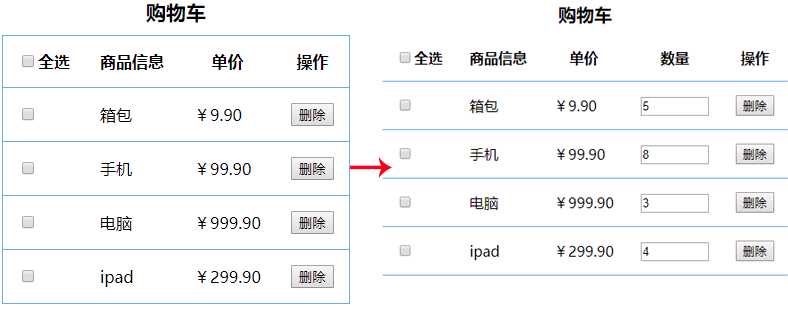 购物车
全选 商品信息 单价 操作
箱包 ￥9.90 删除
手机 ￥99.90 删除
电脑 ￥999.90 删除
ipad ￥299.90 删除
购物车
全选 商品信息 单价 数量 操作
箱包 ￥9.90 5 删除
手机 ￥99.90 8 删除
电脑 ￥999.90 3 删除
ipad ￥299.90 4 删除